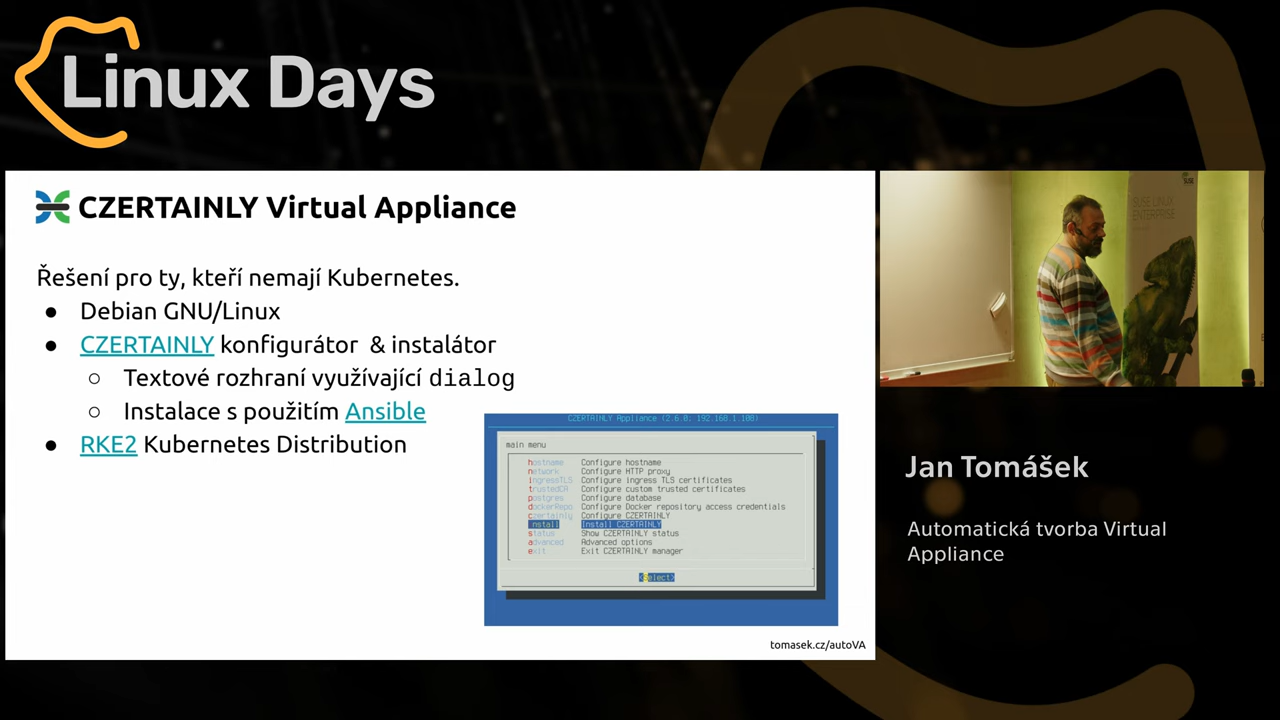 Linux Days
CZERTAINLY Virtual Appliance
Řešení pro ty, kteří nemají Kubernetes.
● Debian GNU/Linux
● CZERTAINLY konfigurátor & instalátor
○ Textové rozhraní využívající dialog
○ Instalace s použitím Ansible
● RKE2 Kubernetes Distribution
CZERTAINLY Appliance (2.6.0; 192.168.1.108)
main menu
hostname Configure hostname
network Configure HTTP proxy
ingressTLS Configure ingress TLS certificates
trustedCA Configure custom trusted certificates
postgres Configure database
dockerRepo Configure Docker repository access credentials
czertainly Configure CZERTAINLY
install Install CZERTAINLY
status Show CZERTAINLY status
advanced Advanced options
exit Exit CZERTAINLY manager
<Select>
tomasek.cz/autoVA
SUSE LINUX
ENTERPRISE
Jan Tomášek
Automatická tvorba Virtual
Appliance